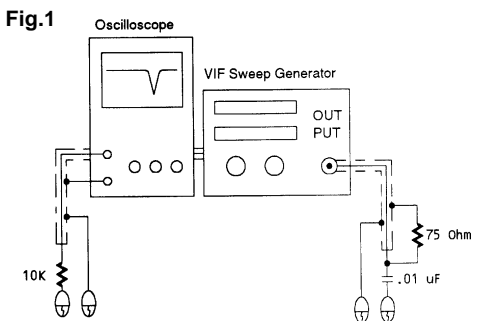 Fig.1
Oscilloscope
VIF Sweep Generator
OUT
PUT
75 Ohm
10K
.01 uF